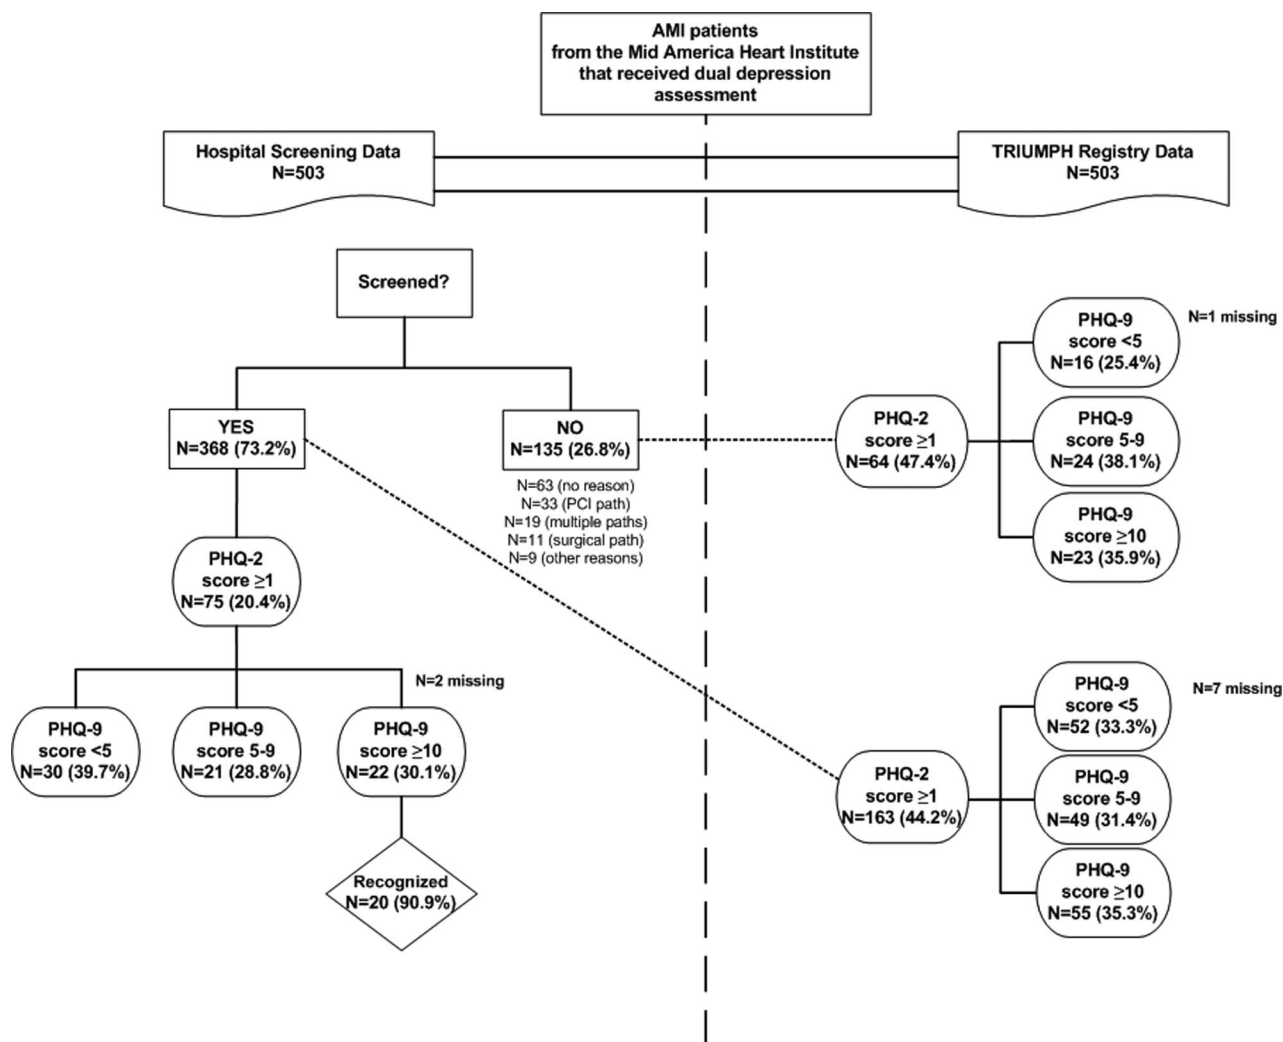 AMI patients
from the Mid America Heart Institute
that received dual depression
assessment
Hospital Screening Data
N=503
TRIUMPH Registry Data
N=503
Screened?
YES
N=368 (73.2%)
NO
N=135 (26.8%)
N=63 (no reason)
N=33 (PCI path)
N=19 (multiple paths)
N=11 (surgical path)
N=9 (other reasons)
PHQ-2
score ≥1
N=75 (20.4%)
N=2 missing
PHQ-9
score <5
N=30 (39.7%)
PHQ-9
score 5-9
N=21 (28.8%)
PHQ-9
score ≥10
N=22 (30.1%)
Recognized
N=20 (90.9%)
PHQ-2
score ≥1
N=64 (47.4%)
PHQ-9
score <5
N=16 (25.4%)
N=1 missing
PHQ-9
score 5-9
N=24 (38.1%)
PHQ-9
score ≥10
N=23 (35.9%)
PHQ-2
score ≥1
N=163 (44.2%)
PHQ-9
score <5
N=52 (33.3%)
N=7 missing
PHQ-9
score 5-9
N=49 (31.4%)
PHQ-9
score ≥10
N=55 (35.3%)